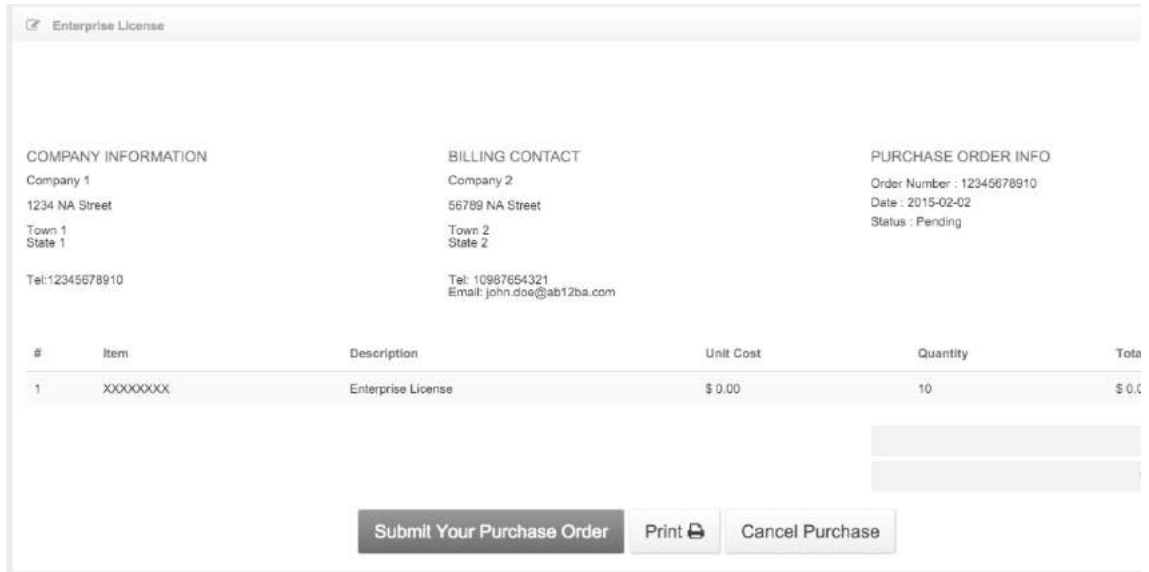 Enterprise License
COMPANY INFORMATION
Company 1
1234 NA Street
Town 1
State 1
Tel:12345678910
BILLING CONTACT
Company 2
56789 NA Street
Town 2
State 2
Tel: 10987654321
Email: john.doe@ab12ba.com
PURCHASE ORDER INFO
Order Number : 12345678910
Date : 2015-02-02
Status : Pending
# Item Description Unit Cost Quantity
1 XXXXXXXX Enterprise License $ 0.00 10
Submit Your Purchase Order Print Cancel Purchase